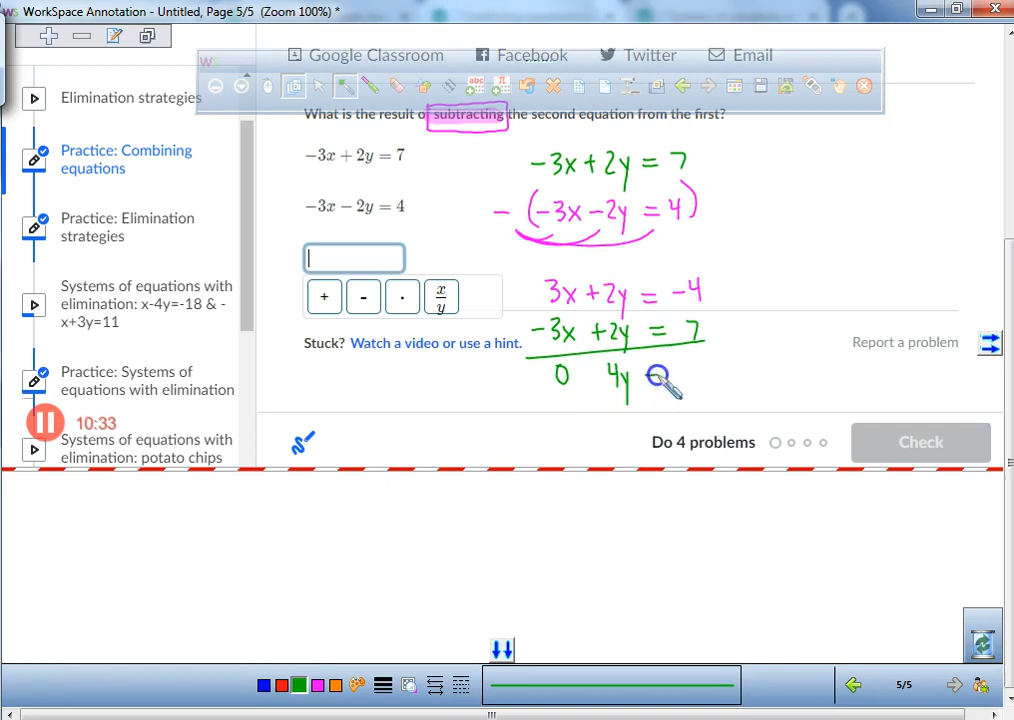 WorkSpace Annotation - Untitled, Page 5/5 (Zoom 100%) *
Google Classroom
Facebook
Twitter
Email
Elimination strategies
Practice: Combining
equations
Practice: Elimination
strategies
Systems of equations with
elimination: x-4y=-18 & -
x+3y=11
Practice: Systems of
equations with elimination
10:33
Systems of equations with
elimination: potato chips
What is the result of subtracting the second equation from the first?
−3x + 2y = 7
−3x − 2y = 4
+ - · x/y
Stuck? Watch a video or use a hint.
Report a problem
-3x + 2y = 7
- (-3x - 2y = 4)
3x + 2y = -4
-3x + 2y = 7
0 4y
Do 4 problems
Check
5/5